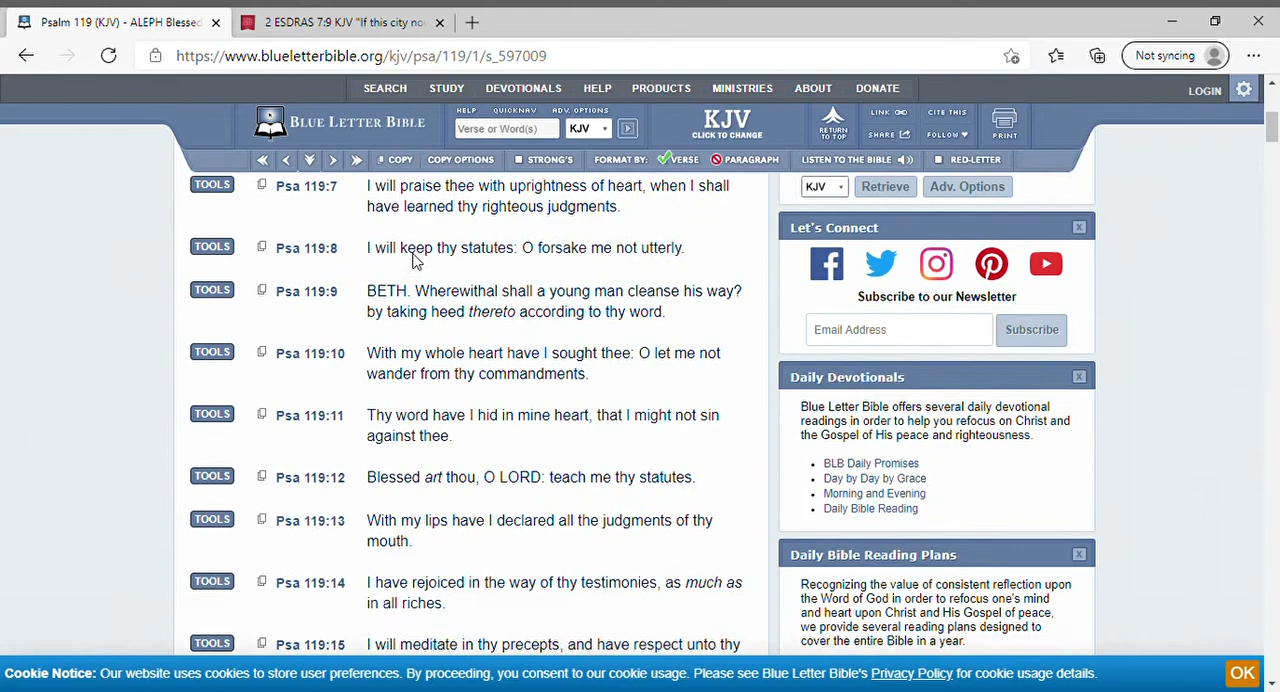 Psalm 119 (KJV) - ALEPH Blessed
2 ESDRAS 7:9 KJV "If this city no
https://www.blueletterbible.org/kjv/psa/119/1/s_597009
Not syncing
SEARCH STUDY DEVOTIONALS HELP PRODUCTS MINISTRIES ABOUT DONATE
LOGIN
BLUE LETTER BIBLE
HELP QUICKNAV ADV. OPTIONS
Verse or Word(s)
KJV
KJV
CLICK TO CHANGE
RETURN
TO TOP
LINK
CITE THIS
SHARE
FOLLOW
PRINT
COPY COPY OPTIONS STRONG'S FORMAT BY: VERSE PARAGRAPH LISTEN TO THE BIBLE RED-LETTER
TOOLS Psa 119:7 I will praise thee with uprightness of heart, when I shall
have learned thy righteous judgments.
TOOLS Psa 119:8 I will keep thy statutes: O forsake me not utterly.
TOOLS Psa 119:9 BETH. Wherewithal shall a young man cleanse his way?
by taking heed thereto according to thy word.
TOOLS Psa 119:10 With my whole heart have I sought thee: O let me not
wander from thy commandments.
TOOLS Psa 119:11 Thy word have I hid in mine heart, that I might not sin
against thee.
TOOLS Psa 119:12 Blessed art thou, O LORD: teach me thy statutes.
TOOLS Psa 119:13 With my lips have I declared all the judgments of thy
mouth.
TOOLS Psa 119:14 I have rejoiced in the way of thy testimonies, as much as
in all riches.
TOOLS Psa 119:15 I will meditate in thy precepts, and have respect unto thy
KJV Retrieve Adv. Options
Let's Connect X
Subscribe to our Newsletter
Email Address Subscribe
Daily Devotionals X
Blue Letter Bible offers several daily devotional
readings in order to help you refocus on Christ and
the Gospel of His peace and righteousness.
BLB Daily Promises
Day by Day by Grace
Morning and Evening
Daily Bible Reading
Daily Bible Reading Plans X
Recognizing the value of consistent reflection upon
the Word of God in order to refocus one's mind
and heart upon Christ and His Gospel of peace,
we provide several reading plans designed to
cover the entire Bible in a year.
Cookie Notice: Our website uses cookies to store user preferences. By proceeding, you consent to our cookie usage. Please see Blue Letter Bible's Privacy Policy for cookie usage details.
OK